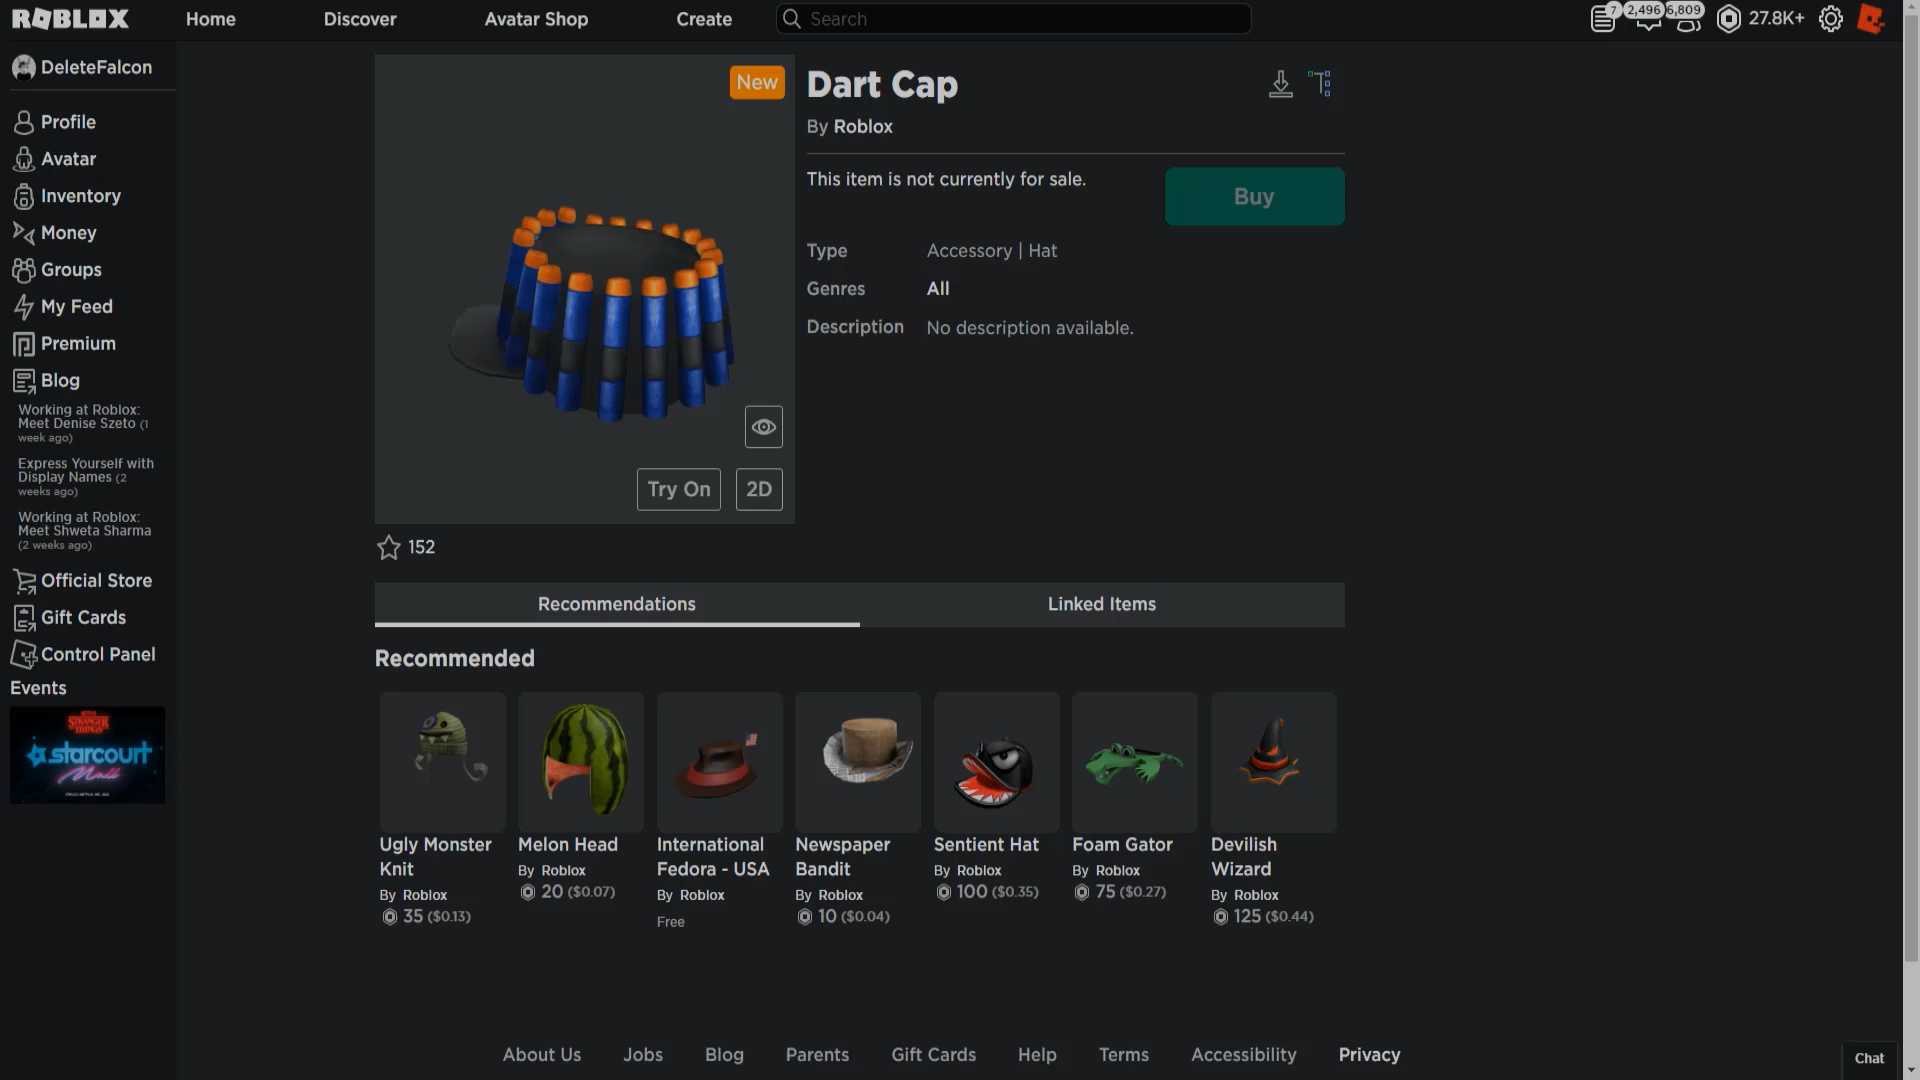 ROBLOX
Home
Discover
Avatar Shop
Create
Search
7
2,496
6,809
27.8K+
DeleteFalcon
Profile
Avatar
Inventory
Money
Groups
My Feed
Premium
Blog
Working at Roblox:
Meet Denise Szeto (1
week ago)
Express Yourself with
Display Names (2
weeks ago)
Working at Roblox:
Meet Shweta Sharma
(2 weeks ago)
Official Store
Gift Cards
Control Panel
Events
STRANGER
THINGS
starcourt
Mall
New
Try On
2D
152
Dart Cap
By Roblox
This item is not currently for sale.
Buy
Type Accessory | Hat
Genres All
Description No description available.
Recommendations
Linked Items
Recommended
Ugly Monster
Knit
By Roblox
35 ($0.13)
Melon Head
By Roblox
20 ($0.07)
International
Fedora - USA
By Roblox
Free
Newspaper
Bandit
By Roblox
10 ($0.04)
Sentient Hat
By Roblox
100 ($0.35)
Foam Gator
By Roblox
75 ($0.27)
Devilish
Wizard
By Roblox
125 ($0.44)
About Us
Jobs
Blog
Parents
Gift Cards
Help
Terms
Accessibility
Privacy
Chat